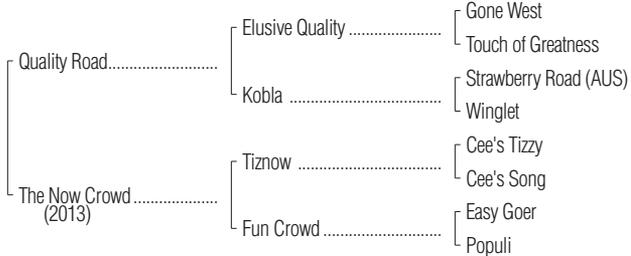 Gone West
Elusive Quality ......................
Touch of Greatness
Quality Road..........................
Strawberry Road (AUS)
Kobla ....................................
Winglet
Cee's Tizzy
Tiznow ..................................
Cee's Song
The Now Crowd ....................
(2013)
Easy Goer
Fun Crowd ............................
Populi